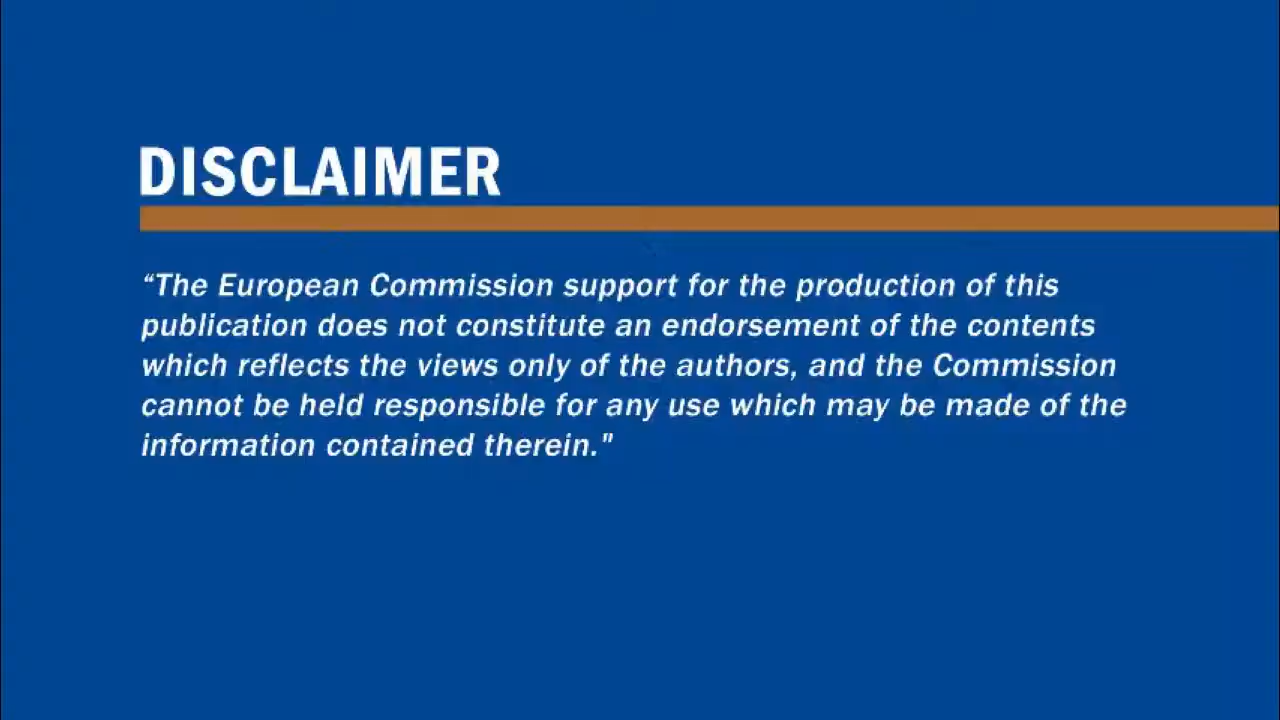 DISCLAIMER
“The European Commission support for the production of this
publication does not constitute an endorsement of the contents
which reflects the views only of the authors, and the Commission
cannot be held responsible for any use which may be made of the
information contained therein."